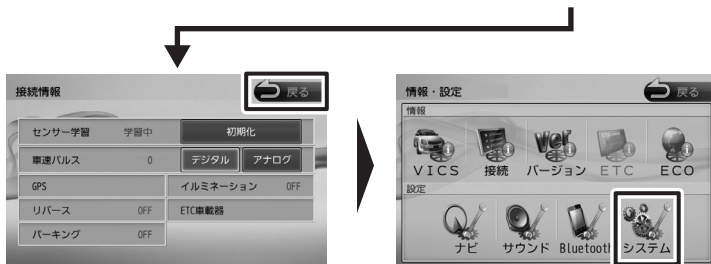 接続情報
戻る
センサー学習 学習中 初期化
車速パルス 0 デジタル アナログ
GPS イルミネーション OFF
リバース OFF ETC車載器
パーキング OFF
情報・設定
戻る
情報
VICS 接続 バージョン ETC ECO
Ver
設定
ナビ サウンド Bluetooth システム